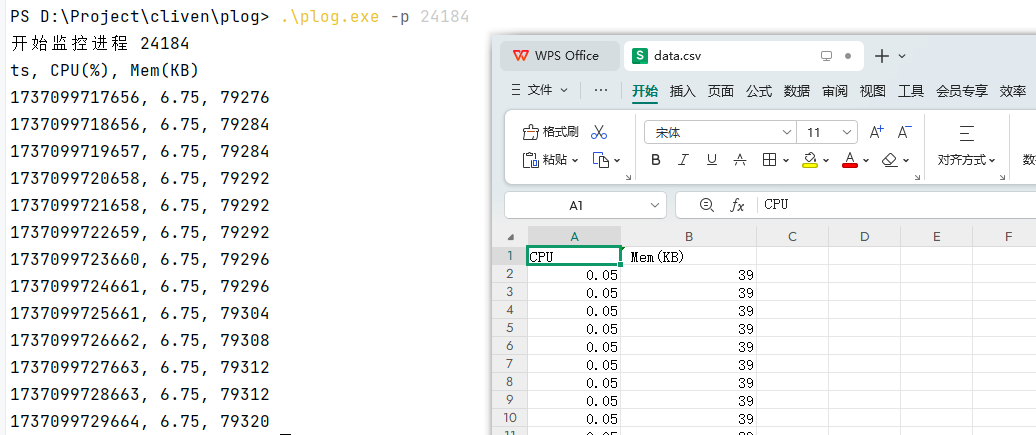 PS D:\Project\cliven\plog> .\plog.exe -p 24184
开始监控进程 24184
ts, CPU(%), Mem(KB)
1737099717656, 6.75, 79276
1737099718656, 6.75, 79284
1737099719657, 6.75, 79284
1737099720658, 6.75, 79292
1737099721658, 6.75, 79292
1737099722659, 6.75, 79292
1737099723660, 6.75, 79296
1737099724661, 6.75, 79296
1737099725661, 6.75, 79304
1737099726662, 6.75, 79308
1737099727663, 6.75, 79312
1737099728663, 6.75, 79312
1737099729664, 6.75, 79320
WPS Office S data.csv
文件 ··· 开始 插入 页面 公式 数据 审阅 视图 工具 会员专享 效率
格式刷 宋体 11 A+ A-
粘贴 B I U A A 对齐方式
A1 fx CPU
A B C D E F
1 CPU Mem(KB)
2 0.05 39
3 0.05 39
4 0.05 39
5 0.05 39
6 0.05 39
7 0.05 39
8 0.05 39
9 0.05 39
10 0.05 39
11 0.05 39